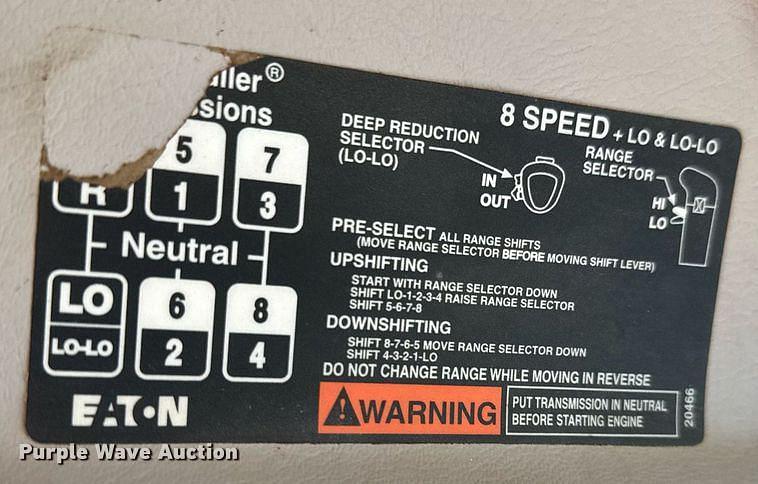 8 SPEED + LO & LO-LO
5
7
R
1
3
Neutral
LO
6
8
LO-LO
2
4
EATON
DEEP REDUCTION
SELECTOR
(LO-LO)
IN
OUT
RANGE
SELECTOR
HI
LO
PRE-SELECT ALL RANGE SHIFTS
(MOVE RANGE SELECTOR BEFORE MOVING SHIFT LEVER)
UPSHIFTING
START WITH RANGE SELECTOR DOWN
SHIFT LO-1-2-3-4 RAISE RANGE SELECTOR
SHIFT 5-6-7-8
DOWNSHIFTING
SHIFT 8-7-6-5 MOVE RANGE SELECTOR DOWN
SHIFT 4-3-2-1-LO
DO NOT CHANGE RANGE WHILE MOVING IN REVERSE
WARNING
PUT TRANSMISSION IN NEUTRAL
BEFORE STARTING ENGINE
20466
Purple Wave Auction